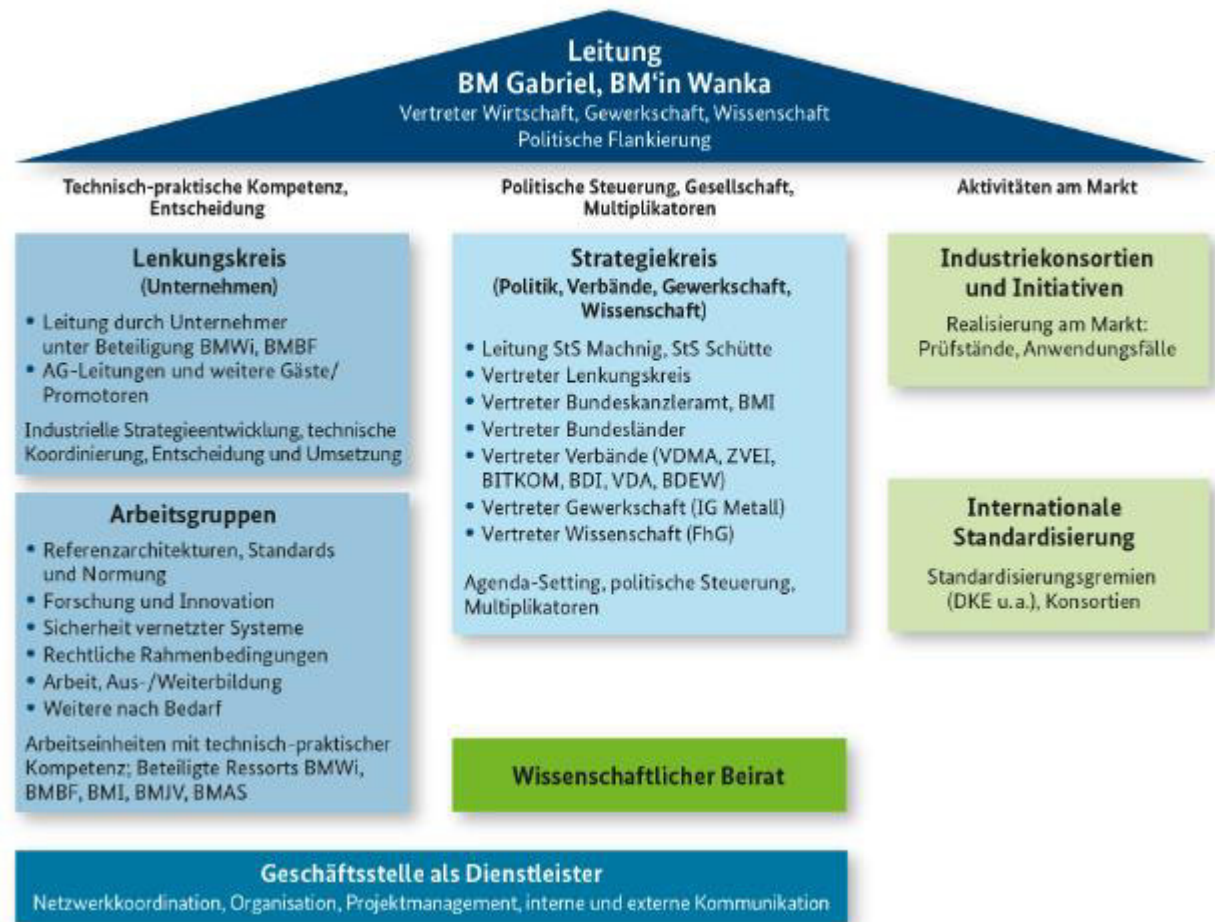 Leitung
BM Gabriel, BM‘in Wanka
Vertreter Wirtschaft, Gewerkschaft, Wissenschaft
Politische Flankierung
Technisch-praktische Kompetenz,
Entscheidung
Lenkungskreis
(Unternehmen)
• Leitung durch Unternehmer
unter Beteiligung BMWi, BMBF
• AG-Leitungen und weitere Gäste/
Promotoren
Industrielle Strategieentwicklung, technische
Koordinierung, Entscheidung und Umsetzung
Arbeitsgruppen
• Referenzarchitekturen, Standards
und Normung
• Forschung und Innovation
• Sicherheit vernetzter Systeme
• Rechtliche Rahmenbedingungen
• Arbeit, Aus-/Weiterbildung
• Weitere nach Bedarf
Arbeitseinheiten mit technisch-praktischer
Kompetenz; Beteiligte Ressorts BMWi,
BMBF, BMI, BMJV, BMAS
Politische Steuerung, Gesellschaft,
Multiplikatoren
Strategiekreis
(Politik, Verbände, Gewerkschaft,
Wissenschaft)
• Leitung StS Machnig, StS Schütte
• Vertreter Lenkungskreis
• Vertreter Bundeskanzleramt, BMI
• Vertreter Bundesländer
• Vertreter Verbände (VDMA, ZVEI,
BITKOM, BDI, VDA, BDEW)
• Vertreter Gewerkschaft (IG Metall)
• Vertreter Wissenschaft (FhG)
Agenda-Setting, politische Steuerung,
Multiplikatoren
Wissenschaftlicher Beirat
Aktivitäten am Markt
Industriekonsortien
und Initiativen
Realisierung am Markt:
Prüfstände, Anwendungsfälle
Internationale
Standardisierung
Standardisierungsgremien
(DKE u.a.), Konsortien
Geschäftsstelle als Dienstleister
Netzwerkkoordination, Organisation, Projektmanagement, interne und externe Kommunikation